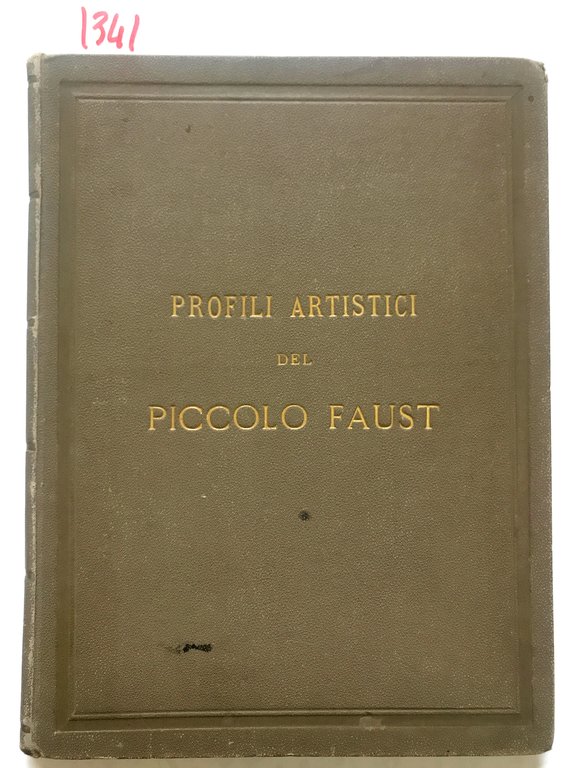 1341
PROFILI ARTISTICI
DEL
PICCOLO FAUST